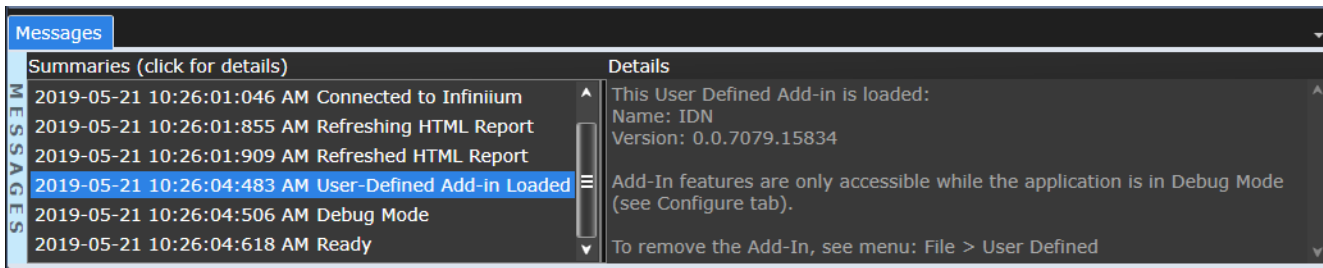 Messages
MESSAGES
Summaries (click for details)
2019-05-21 10:26:01:046 AM Connected to Infiniium
2019-05-21 10:26:01:855 AM Refreshing HTML Report
2019-05-21 10:26:01:909 AM Refreshed HTML Report
2019-05-21 10:26:04:483 AM User-Defined Add-in Loaded
2019-05-21 10:26:04:506 AM Debug Mode
2019-05-21 10:26:04:618 AM Ready
Details
This User Defined Add-in is loaded:
Name: IDN
Version: 0.0.7079.15834
Add-In features are only accessible while the application is in Debug Mode
(see Configure tab).
To remove the Add-In, see menu: File > User Defined